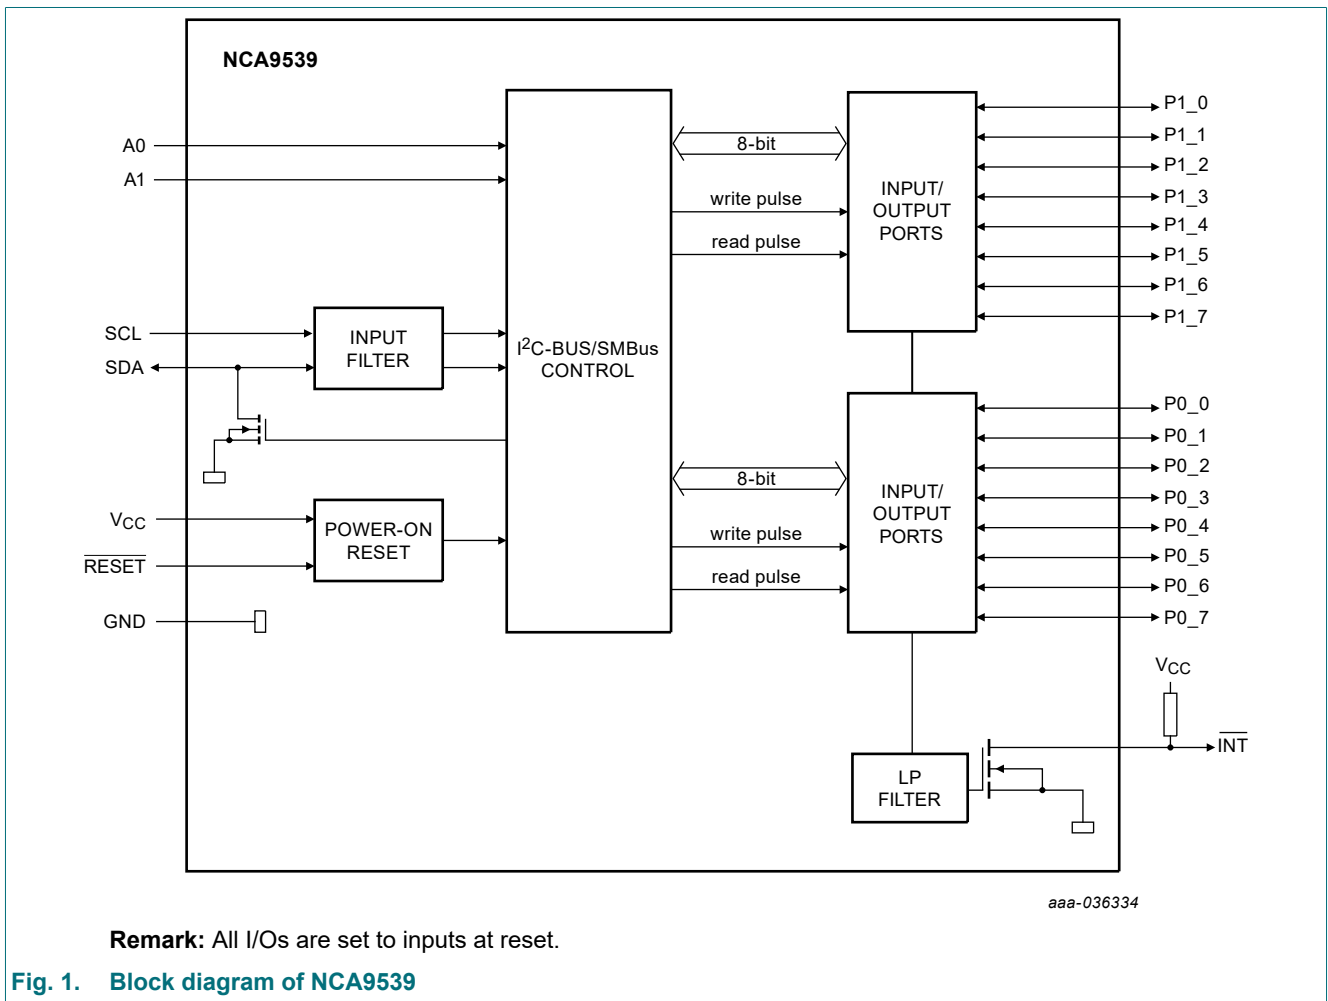 NCA9539
A0
A1
SCL
SDA
VCC
RESET
GND
INPUT
FILTER
POWER-ON
RESET
I2C-BUS/SMBus
CONTROL
8-bit
write pulse
read pulse
8-bit
write pulse
read pulse
INPUT/
OUTPUT
PORTS
INPUT/
OUTPUT
PORTS
LP
FILTER
P1_0
P1_1
P1_2
P1_3
P1_4
P1_5
P1_6
P1_7
P0_0
P0_1
P0_2
P0_3
P0_4
P0_5
P0_6
P0_7
VCC
INT
aaa-036334
Remark: All I/Os are set to inputs at reset.
Fig. 1. Block diagram of NCA9539